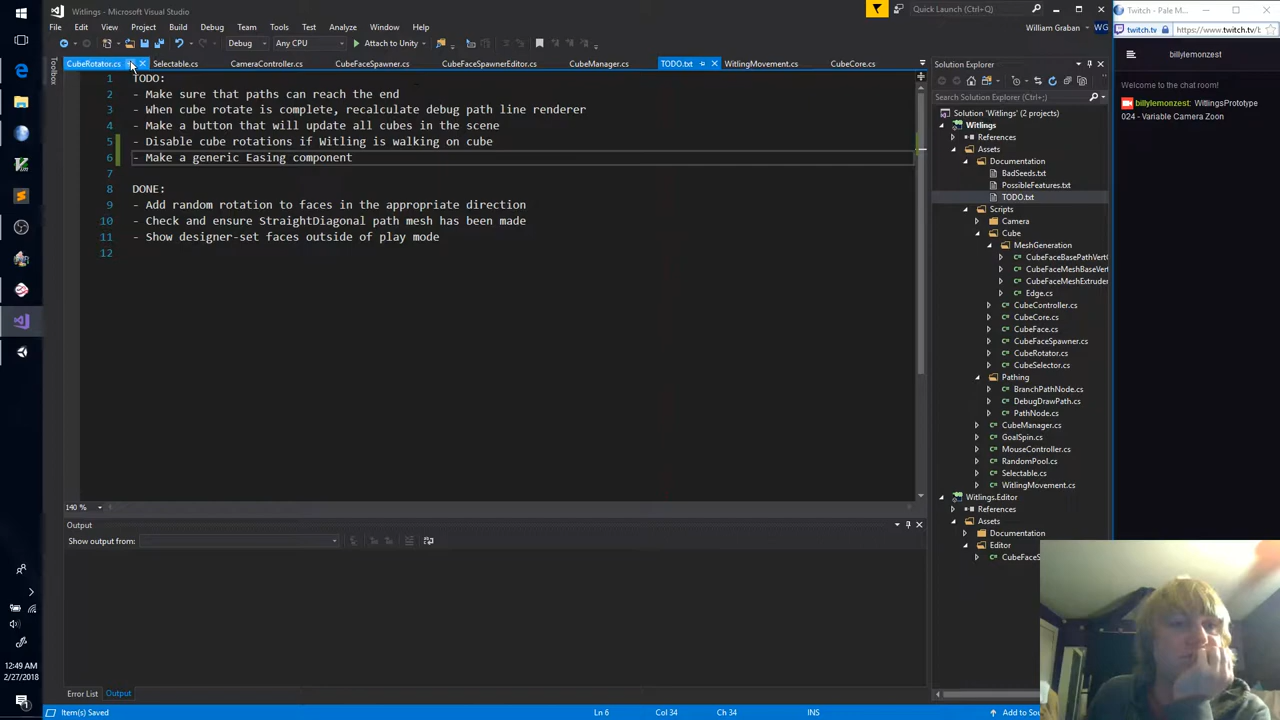 Witlings - Microsoft Visual Studio
Quick Launch (Ctrl+;)
File Edit View Project Build Debug Team Tools Test Analyze Window Help
William Graban WG
Debug Any CPU Attach to Unity...
CubeRotator.cs Selectable.cs CameraController.cs CubeFaceSpawner.cs CubeFaceSpawnerEditor.cs CubeManager.cs TODO.txt WitlingMovement.cs CubeCore.cs
Toolbox
1 TODO:
2 - Make sure that paths can reach the end
3 - When cube rotate is complete, recalculate debug path line renderer
4 - Make a button that will update all cubes in the scene
5 - Disable cube rotations if Witling is walking on cube
6 - Make a generic Easing component
7
8 DONE:
9 - Add random rotation to faces in the appropriate direction
10 - Check and ensure StraightDiagonal path mesh has been made
11 - Show designer-set faces outside of play mode
12
140 %
Output
Show output from:
Error List Output
Item(s) Saved Ln 6 Col 34 Ch 34 INS Add to So
Solution Explorer
Search Solution Explorer (Ctrl+;)
Solution 'Witlings' (2 projects)
Witlings
References
Assets
Documentation
BadSeeds.txt
PossibleFeatures.txt
TODO.txt
Scripts
Camera
Cube
MeshGeneration
CubeFaceBasePathVert
CubeFaceMeshBaseVer
CubeFaceMeshExtruder
Edge.cs
CubeController.cs
CubeCore.cs
CubeFace.cs
CubeFaceSpawner.cs
CubeRotator.cs
CubeSelector.cs
Pathing
BranchPathNode.cs
DebugDrawPath.cs
PathNode.cs
CubeManager.cs
GoalSpin.cs
MouseController.cs
RandomPool.cs
Selectable.cs
WitlingMovement.cs
Witlings.Editor
References
Assets
Documentation
Editor
CubeFaceS
Twitch - Pale M...
twitch.tv https://www.twitch.tv/
billylemonzest
Welcome to the chat room!
billylemonzest: WitlingsPrototype
024 - Variable Camera Zoon
12:49 AM
2/27/2018